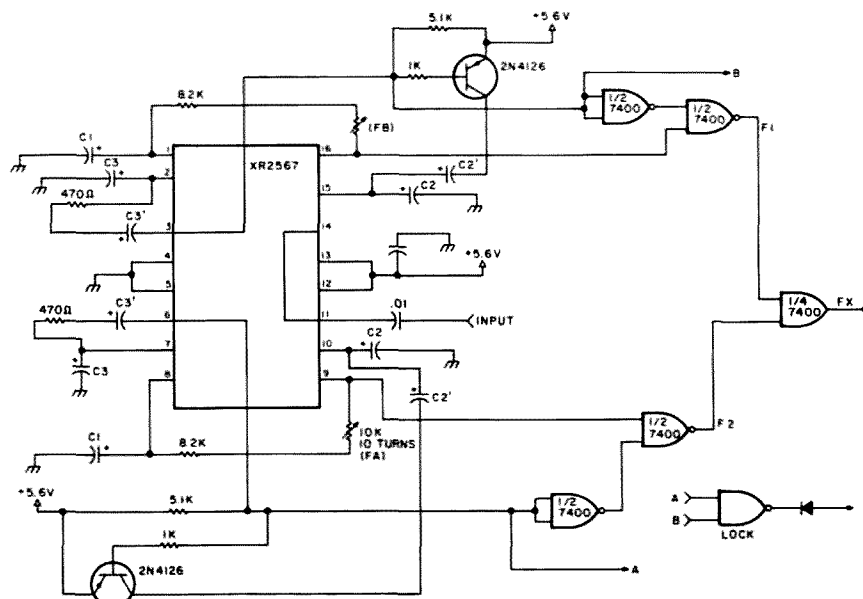 5.1K
+5.6V
1K
2N4126
B
8.2K
(FB)
1/2
7400
1/2
7400
F1
C1
+
1
16
XR2567
C3
+
2
C2'
+
15
+
C2
470Ω
C3'
+
3
14
4
13
+5.6V
5
12
C3'
470Ω
+
6
11
.01
INPUT
1/4
7400
FX
7
10
+
C2
+
C3
8
9
+
C2'
10K
10 TURNS
(FA)
1/2
7400
F2
C1
+
8.2K
+5.6V
5.1K
1/2
7400
A
B
LOCK
1K
2N4126
A